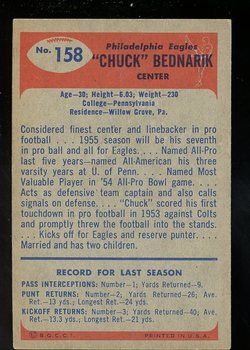 No. 158
Philadelphia Eagles
"CHUCK" BEDNARIK
CENTER
Age—30; Height—6.03; Weight—230
College—Pennsylvania
Residence—Willow Grove, Pa.
Considered finest center and linebacker in pro
football . . . 1955 season will be his seventh
in pro ball and all for Eagles. . . . Named All-Pro
last five years—named all-American his three
varsity years at U. of Penn. . . . Named Most
Valuable Player in '54 All-Pro Bowl game. . . .
Acts as defensive team captain and also calls
signals on defense. . . . "Chuck" scored his first
touchdown in pro football in 1953 against Colts
and promptly threw the football into the stands.
. . . Kicks off for Eagles and reserve punter. . . .
Married and has two children.
RECORD FOR LAST SEASON
PASS INTERCEPTIONS: Number—1; Yards Returned—9.
PUNT RETURNS: Number—2; Yards Returned—26; Ave.
Ret.—13 yds.; Longest Ret.—24 yds.
KICKOFF RETURNS: Number—3; Yards Returned—40; Ave.
Ret.—13.3 yds.; Longest Ret.—21 yds.
© B. G. C. I.
PRINTED IN U.S.A.